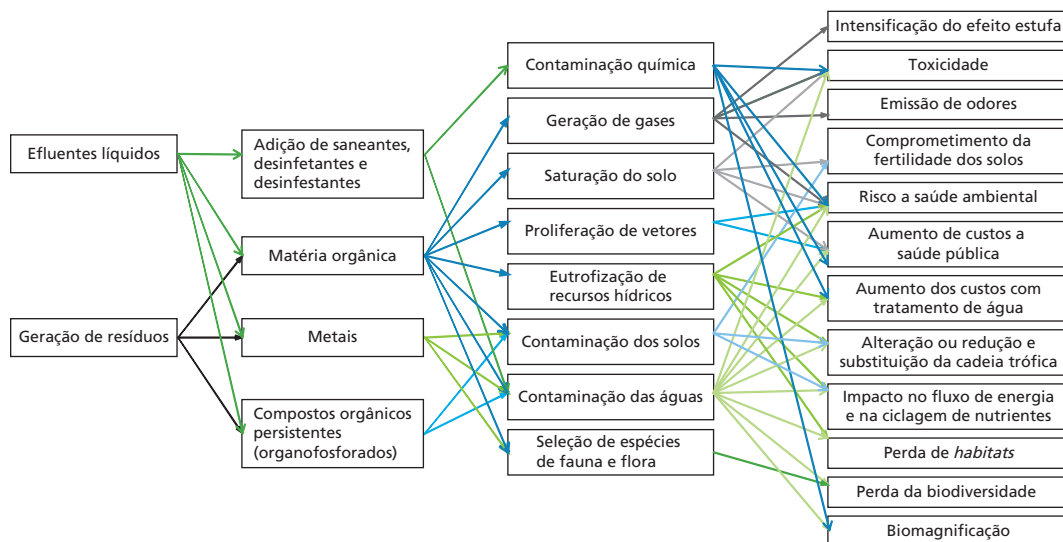 Efluentes líquidos
Geração de resíduos
Adição de saneantes,
desinfetantes e
desinfestantes
Matéria orgânica
Metais
Compostos orgânicos
persistentes
(organofosforados)
Contaminação química
Geração de gases
Saturação do solo
Proliferação de vetores
Eutrofização de
recursos hídricos
Contaminação dos solos
Contaminação das águas
Seleção de espécies
de fauna e flora
Intensificação do efeito estufa
Toxicidade
Emissão de odores
Comprometimento da
fertilidade dos solos
Risco a saúde ambiental
Aumento de custos a
saúde pública
Aumento dos custos com
tratamento de água
Alteração ou redução e
substituição da cadeia trófica
Impacto no fluxo de energia
e na ciclagem de nutrientes
Perda de habitats
Perda da biodiversidade
Biomagnificação